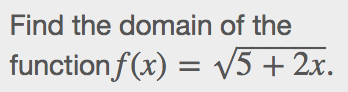 Find the domain of the
function f(x) = √5 + 2x.